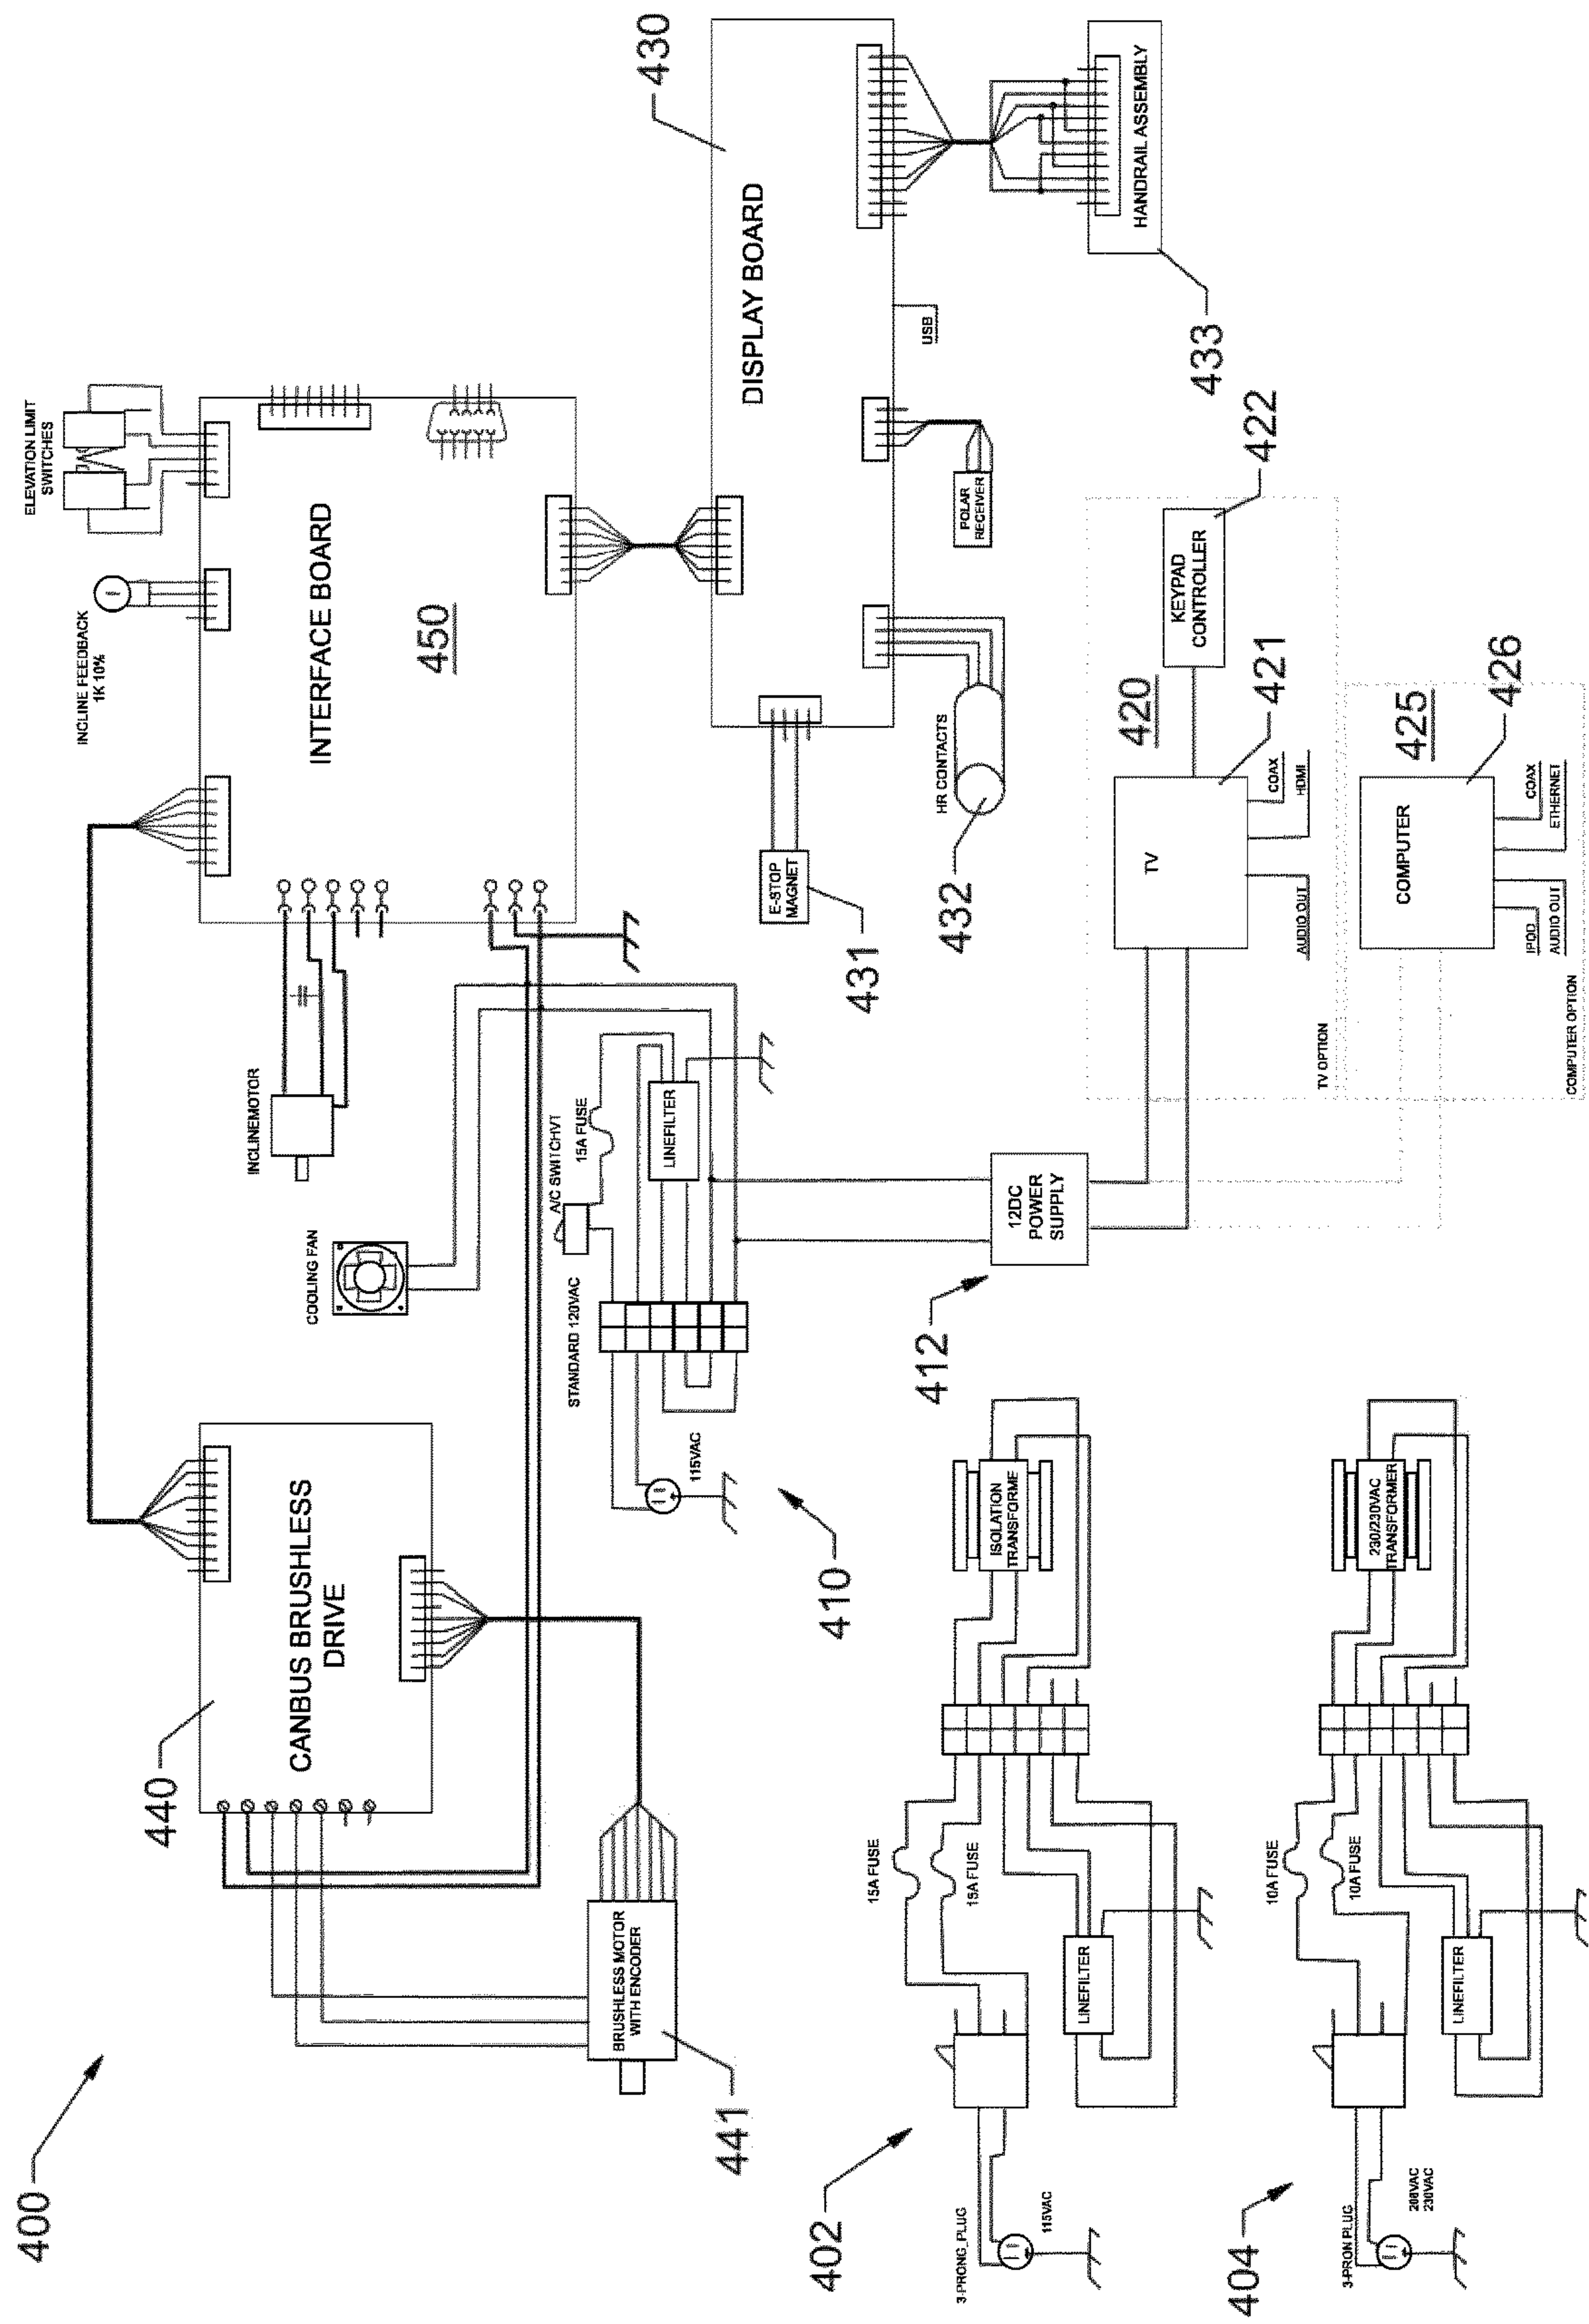 400
440
CANBUS BRUSHLESS
DRIVE
441
BRUSHLESS MOTOR
WITH ENCODER
COOLING FAN
INCLINEMOTOR
INCLINE FEEDBACK
1K 10%
ELEVATION LIMIT
SWITCHES
INTERFACE BOARD
450
STANDARD 120VAC
A/C SWITCHVT
15A FUSE
LINEFILTER
115VAC
410
430
DISPLAY BOARD
E-STOP
MAGNET
431
HR CONTACTS
432
POLAR
RECEIVER
USB
HANDRAIL ASSEMBLY
433
412
12DC
POWER
SUPPLY
420
TV
421
KEYPAD
CONTROLLER
422
AUDIO OUT
COAX
HDMI
TV OPTION
425
COMPUTER
426
IPOD
AUDIO OUT
COAX
ETHERNET
COMPUTER OPTION
402
3-PRONG_PLUG
115VAC
15A FUSE
15A FUSE
LINEFILTER
ISOLATION
TRANSFORME
404
3-PRON PLUG
208VAC
230VAC
10A FUSE
10A FUSE
LINEFILTER
230/230VAC
TRANSFORMER